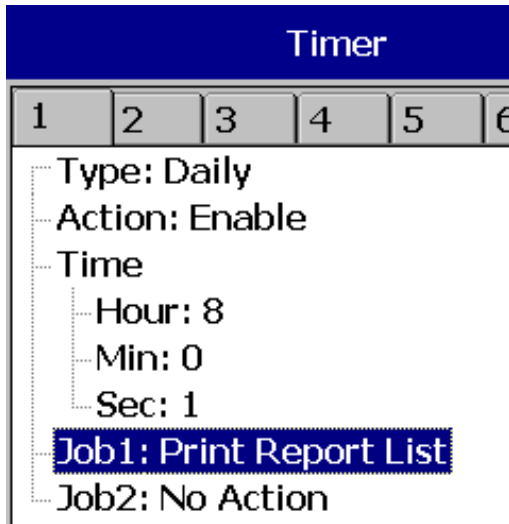 Timer
1 2 3 4 5 6
Type: Daily
Action: Enable
Time
Hour: 8
Min: 0
Sec: 1
Job1: Print Report List
Job2: No Action